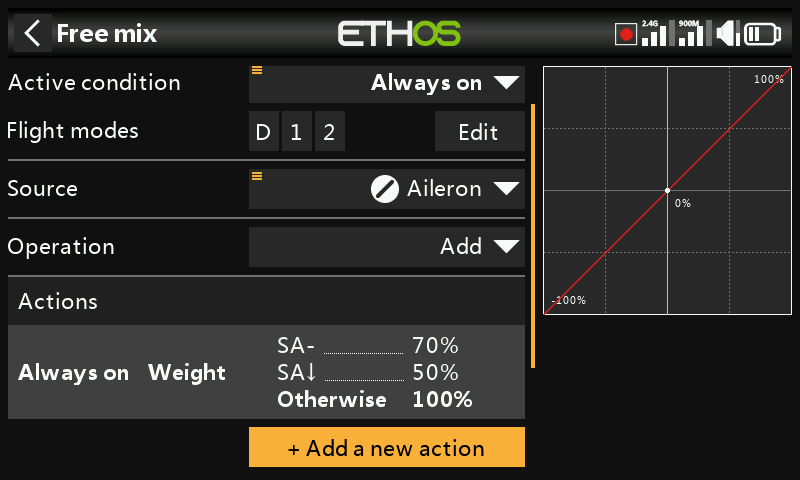 Free mix
ETHOS
2.4G 900M
Active condition Always on
Flight modes D 1 2 Edit
Source Aileron
Operation Add
Actions
Always on Weight
SA- 70%
SA↓ 50%
Otherwise 100%
+ Add a new action
100%
0%
-100%